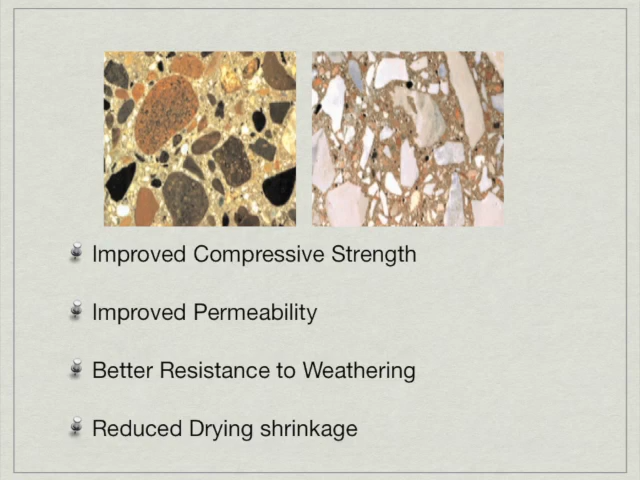 Improved Compressive Strength
Improved Permeability
Better Resistance to Weathering
Reduced Drying shrinkage